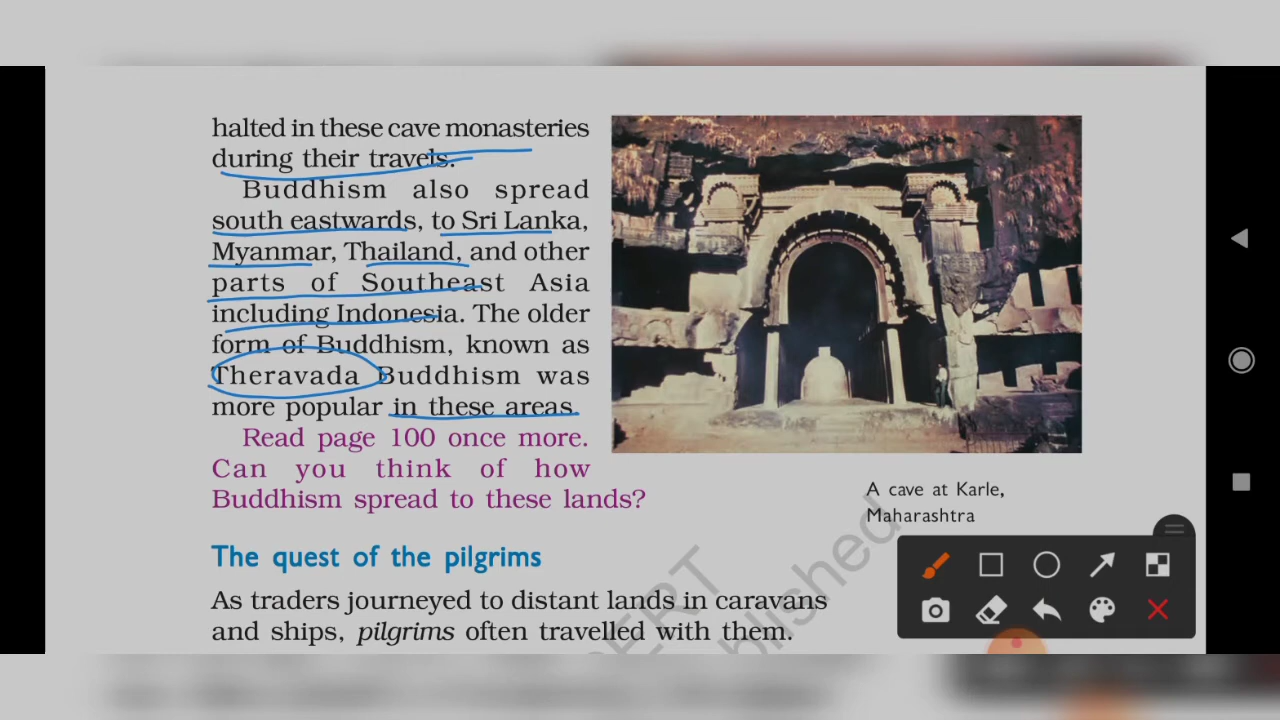 halted in these cave monasteries
during their travels.
Buddhism also spread
south eastwards, to Sri Lanka,
Myanmar, Thailand, and other
parts of Southeast Asia
including Indonesia. The older
form of Buddhism, known as
Theravada Buddhism was
more popular in these areas.
Read page 100 once more.
Can you think of how
Buddhism spread to these lands?
A cave at Karle,
Maharashtra
The quest of the pilgrims
As traders journeyed to distant lands in caravans
and ships, pilgrims often travelled with them.